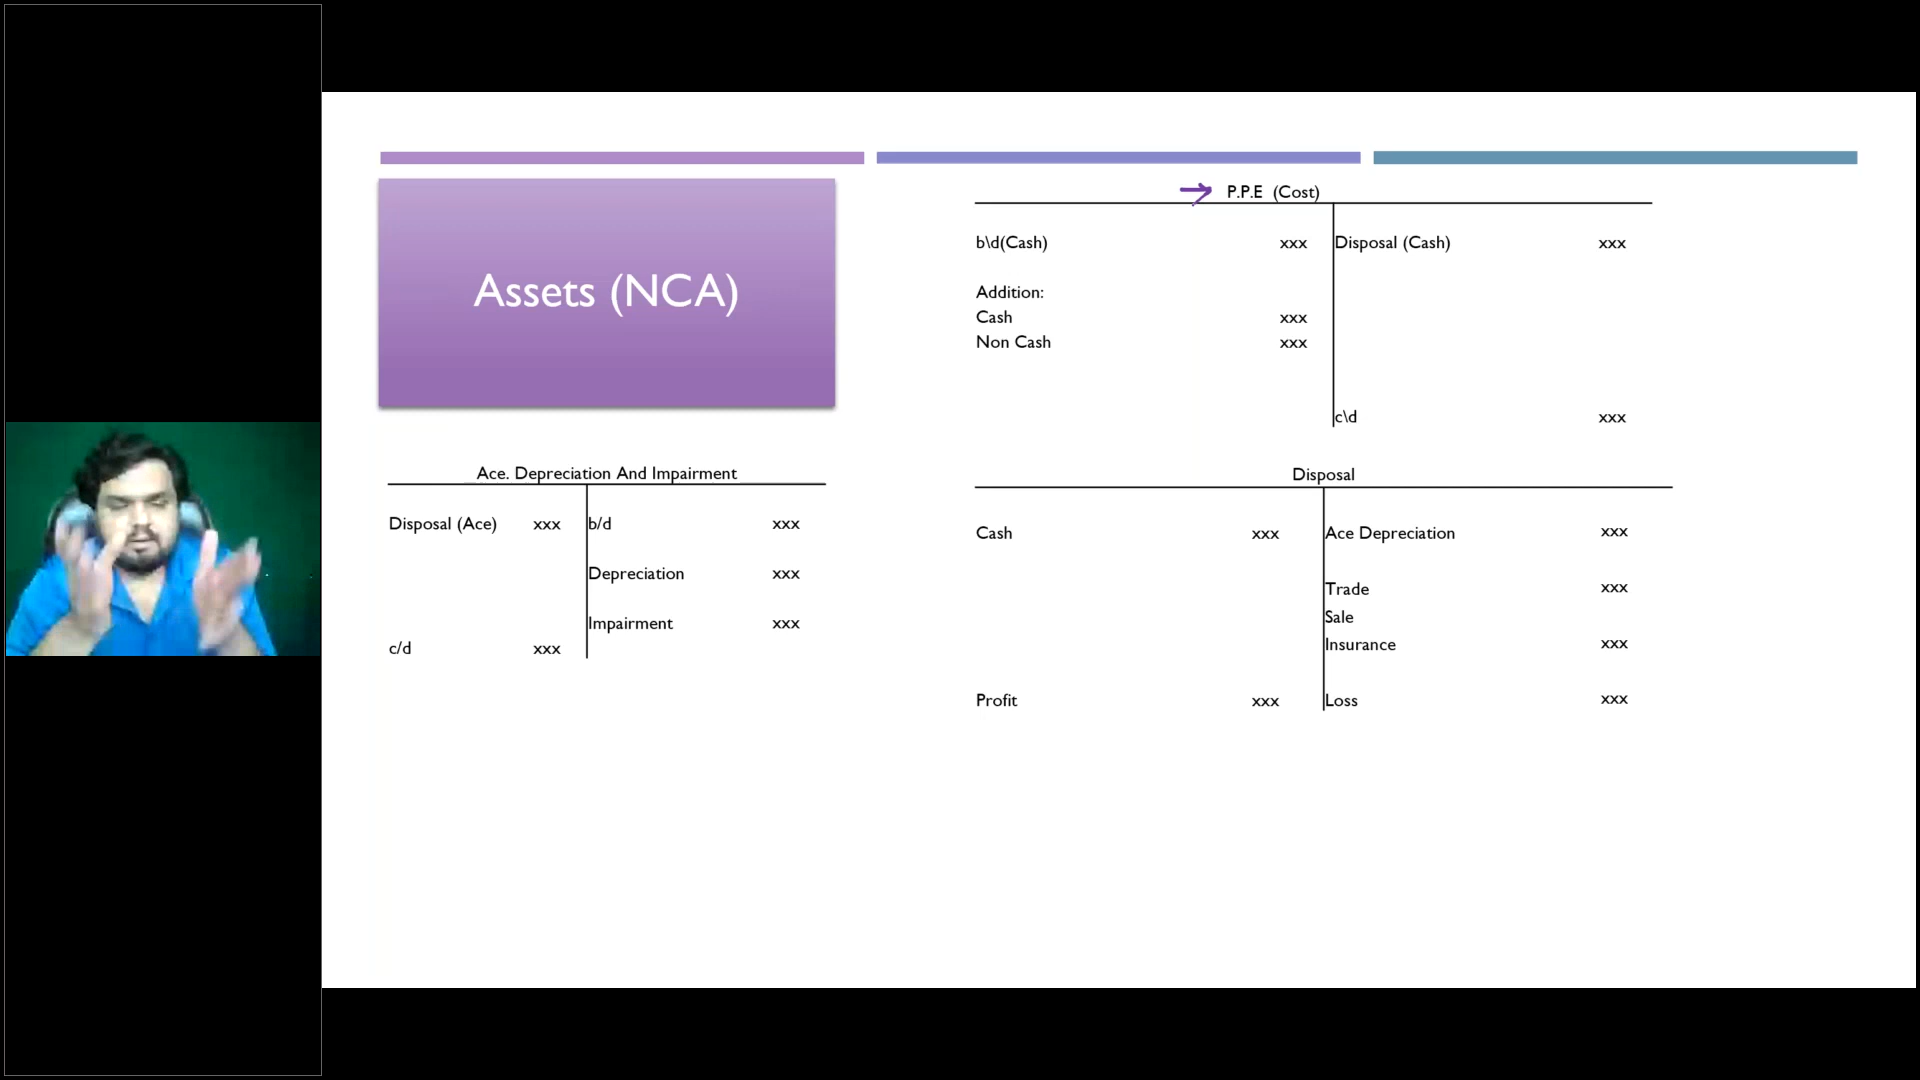 Assets (NCA)
P.P.E (Cost)
b\d(Cash) xxx Disposal (Cash) xxx
Addition:
Cash xxx
Non Cash xxx
c\d xxx
Ace. Depreciation And Impairment
Disposal (Ace) xxx b/d xxx
Depreciation xxx
Impairment xxx
c/d xxx
Disposal
Cash xxx Ace Depreciation xxx
Trade xxx
Sale
Insurance xxx
Profit xxx Loss xxx